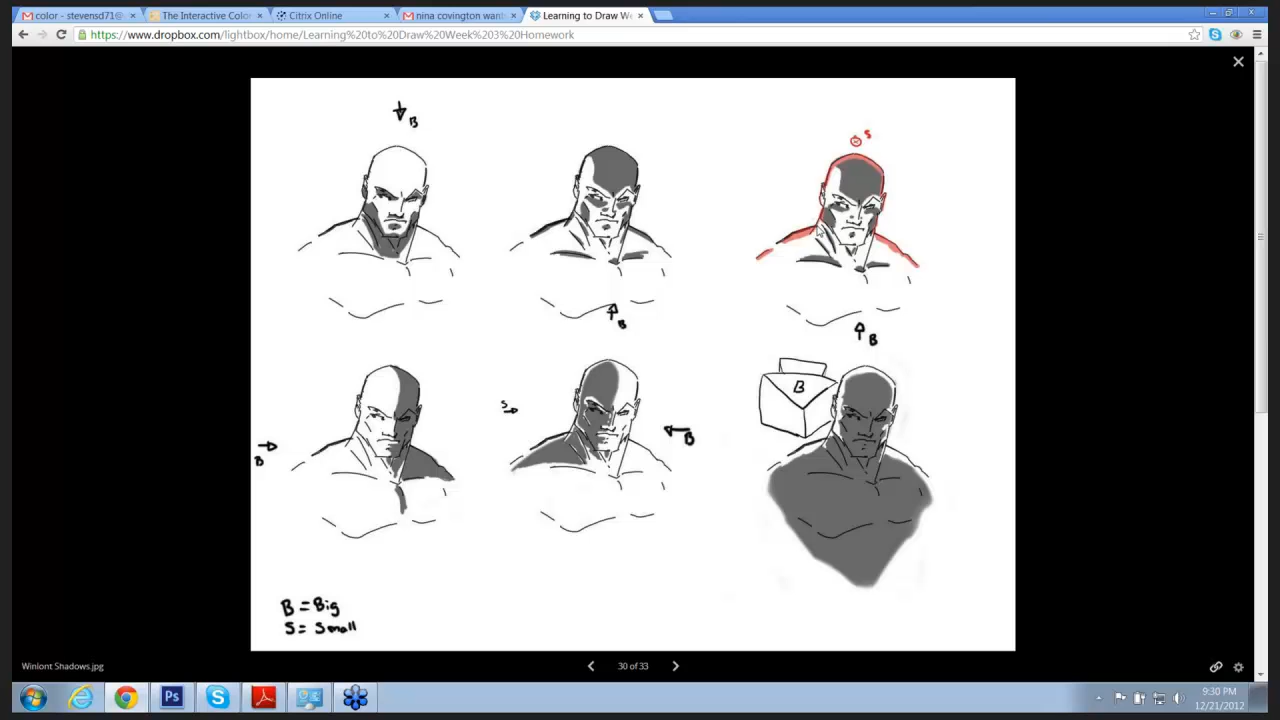 color - stevensd71@
The Interactive Color
Citrix Online
nina covington want
Learning to Draw We
https://www.dropbox.com/lightbox/home/Learning%20to%20Draw%20Week%203%20Homework
B
S
B
B
B
B
S
B
B = Big
S = Small
Winiont Shadows.jpg
30 of 33
Ps
9:30 PM
12/21/2012